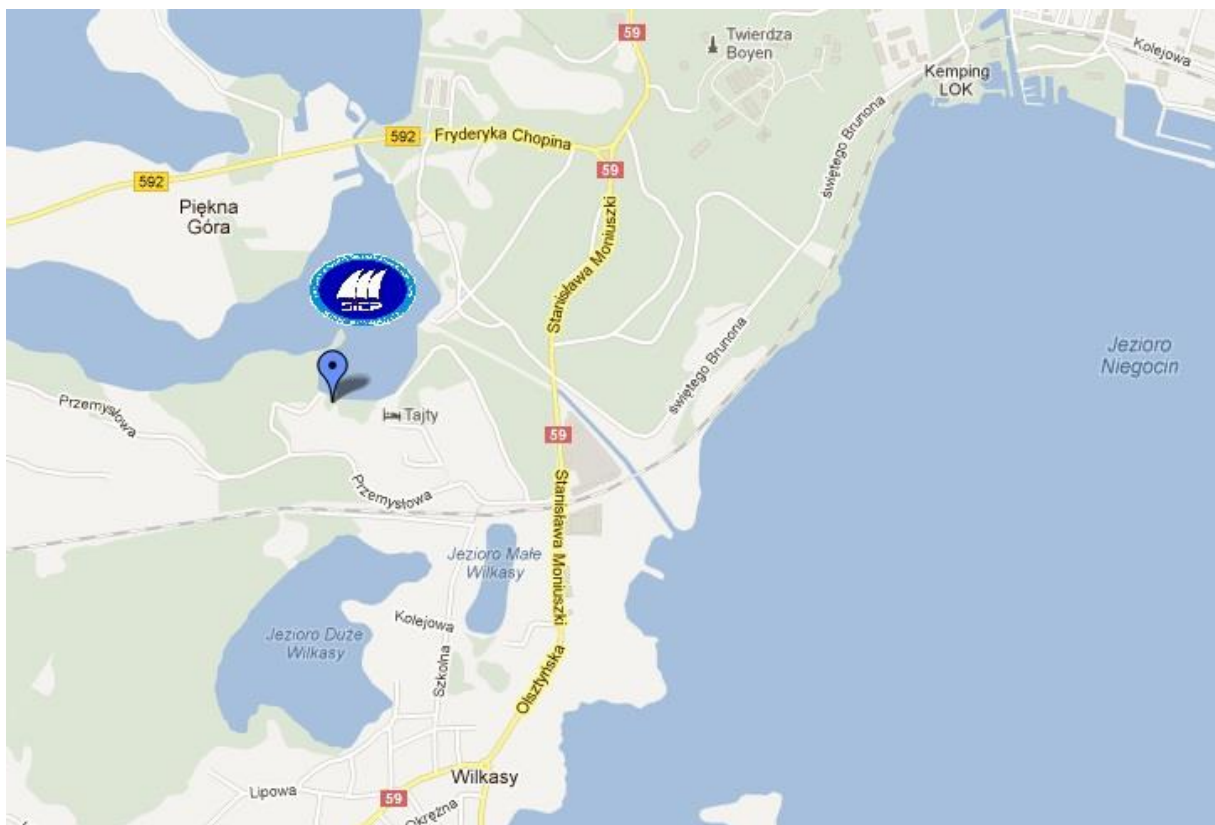 59
Twierdza
Boyen
Kolejowa
Kemping
LOK
592
Fryderyka Chopina
świętego Brunona
59
592
Piękna
Góra
Stanisława Moniuszki
SICP
Jezioro
Niegocin
świętego Brunona
Przemysłowa
Tajty
59
Przemysłowa
Stanisława Moniuszki
Jezioro Małe
Wilkasy
Kolejowa
Jezioro Duże
Wilkasy
Szkolna
Olsztyńska
Wilkasy
Lipowa
59
Okrężna